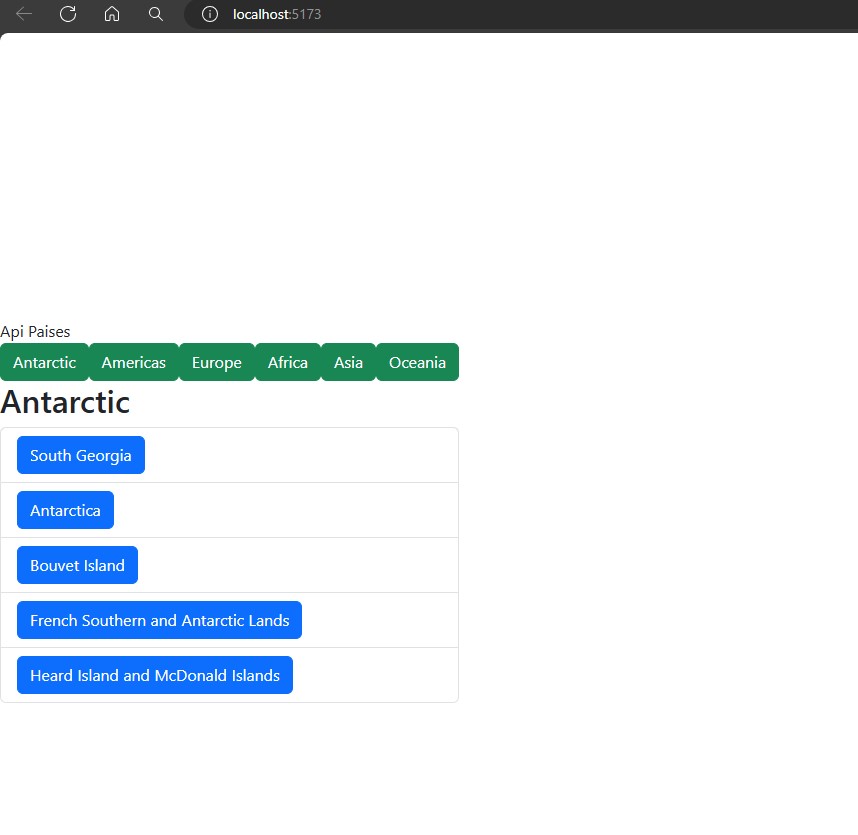 localhost:5173
Api Paises
Antarctic Americas Europe Africa Asia Oceania
Antarctic
South Georgia
Antarctica
Bouvet Island
French Southern and Antarctic Lands
Heard Island and McDonald Islands